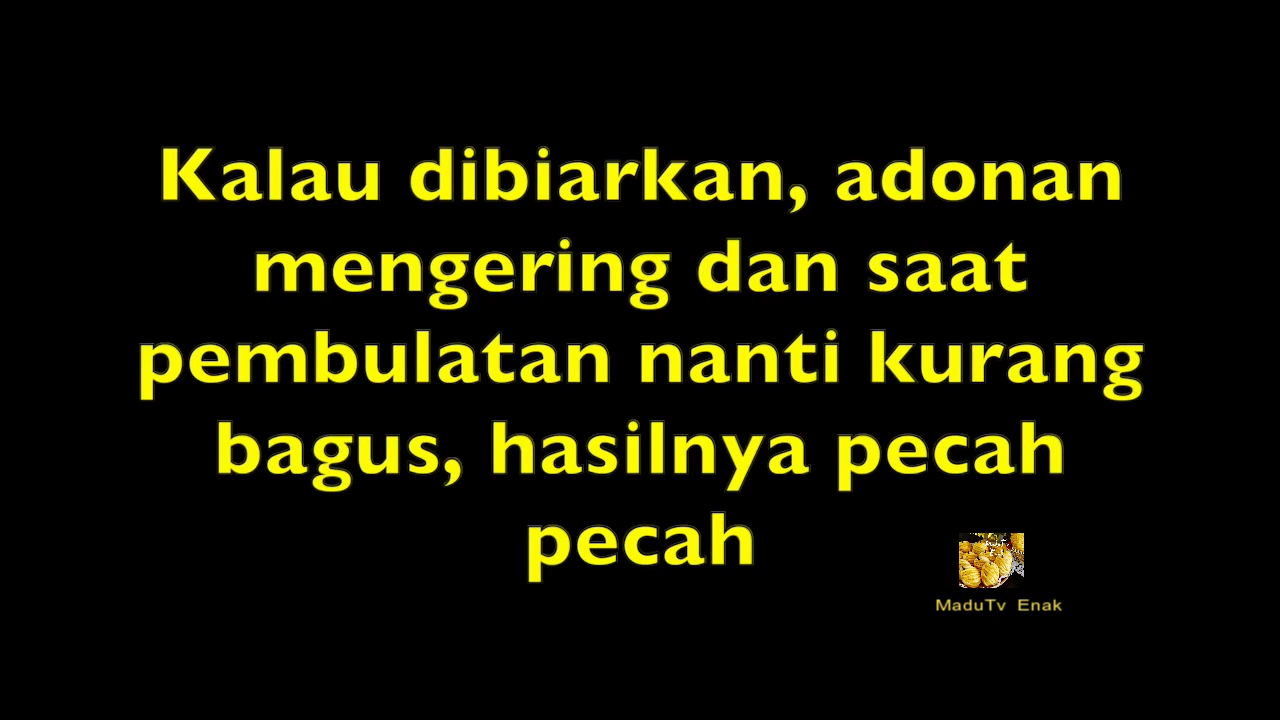 Kalau dibiarkan, adonan
mengering dan saat
pembulatan nanti kurang
bagus, hasilnya pecah
pecah
MaduTv Enak